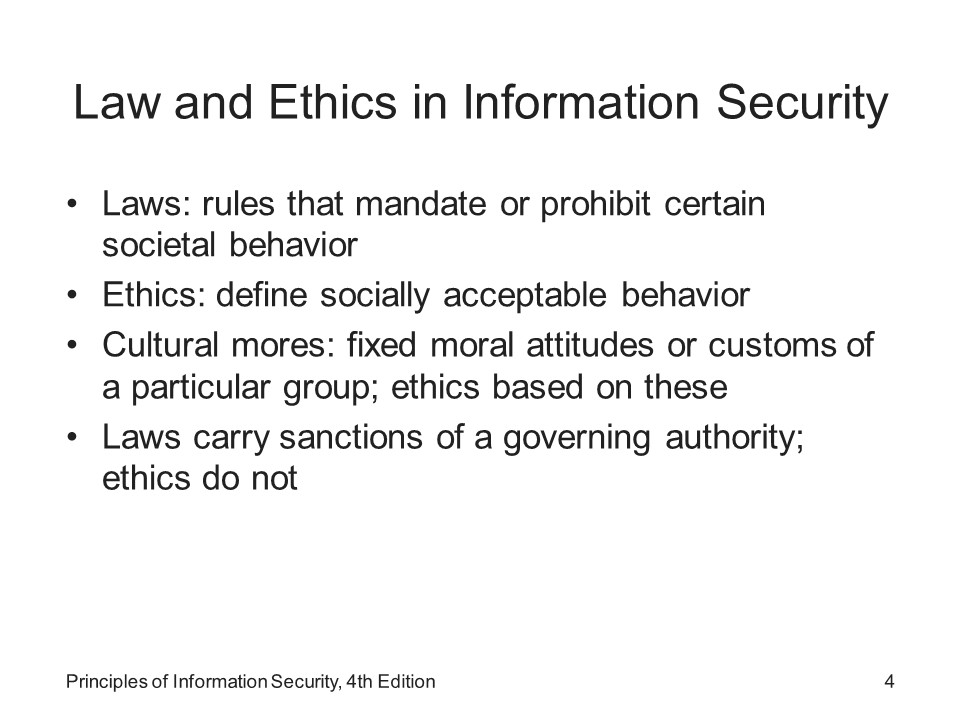 Law and Ethics in Information Security
• Laws: rules that mandate or prohibit certain
societal behavior
• Ethics: define socially acceptable behavior
• Cultural mores: fixed moral attitudes or customs of
a particular group; ethics based on these
• Laws carry sanctions of a governing authority;
ethics do not
Principles of Information Security, 4th Edition 4